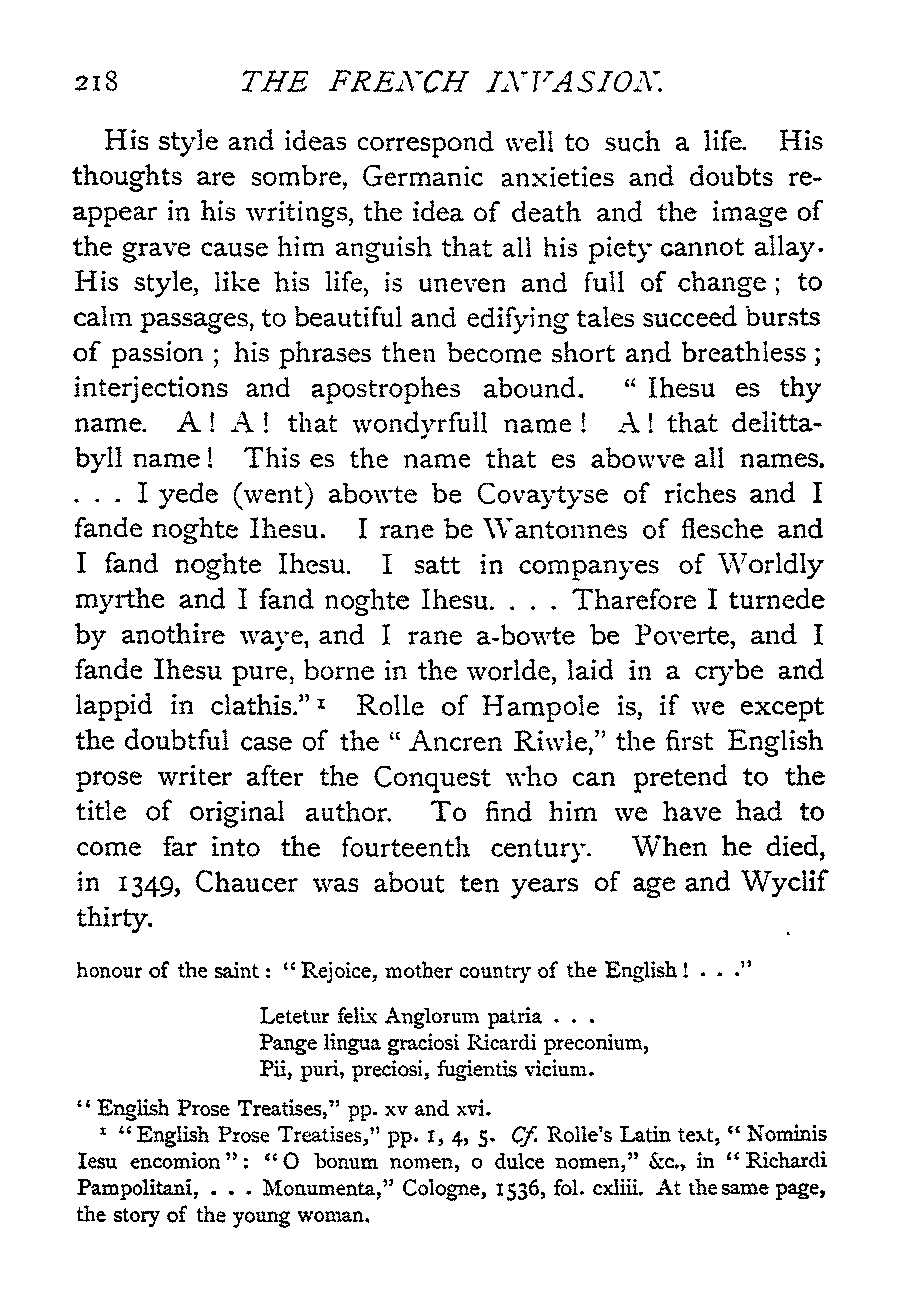 218 THE FRENCH INVASION.
His style and ideas correspond well to such a life. His
thoughts are sombre, Germanic anxieties and doubts re-
appear in his writings, the idea of death and the image of
the grave cause him anguish that all his piety cannot allay.
His style, like his life, is uneven and full of change ; to
calm passages, to beautiful and edifying tales succeed bursts
of passion ; his phrases then become short and breathless ;
interjections and apostrophes abound. “ Ihesu es thy
name. A ! A ! that wondyrfull name ! A ! that delitta-
byll name ! This es the name that es abowve all names.
. . . I yede (went) abowte be Covaytyse of riches and I
fande noghte Ihesu. I rane be Wantonnes of flesche and
I fand noghte Ihesu. I satt in companyes of Worldly
myrthe and I fand noghte Ihesu. . . . Tharefore I turnede
by anothire waye, and I rane a-bowte be Poverte, and I
fande Ihesu pure, borne in the worlde, laid in a crybe and
lappid in clathis.” ¹ Rolle of Hampole is, if we except
the doubtful case of the “ Ancren Riwle,” the first English
prose writer after the Conquest who can pretend to the
title of original author. To find him we have had to
come far into the fourteenth century. When he died,
in 1349, Chaucer was about ten years of age and Wyclif
thirty.
honour of the saint : “ Rejoice, mother country of the English ! . . .”
Letetur felix Anglorum patria . . .
Pange lingua graciosi Ricardi preconium,
Pii, puri, preciosi, fugientis vicium.
“ English Prose Treatises,” pp. xv and xvi.
¹ “ English Prose Treatises,” pp. 1, 4, 5. Cf. Rolle’s Latin text, “ Nominis
Iesu encomion ” : “ O bonum nomen, o dulce nomen,” &c., in “ Richardi
Pampolitani, . . . Monumenta,” Cologne, 1536, fol. cxliii. At the same page,
the story of the young woman.